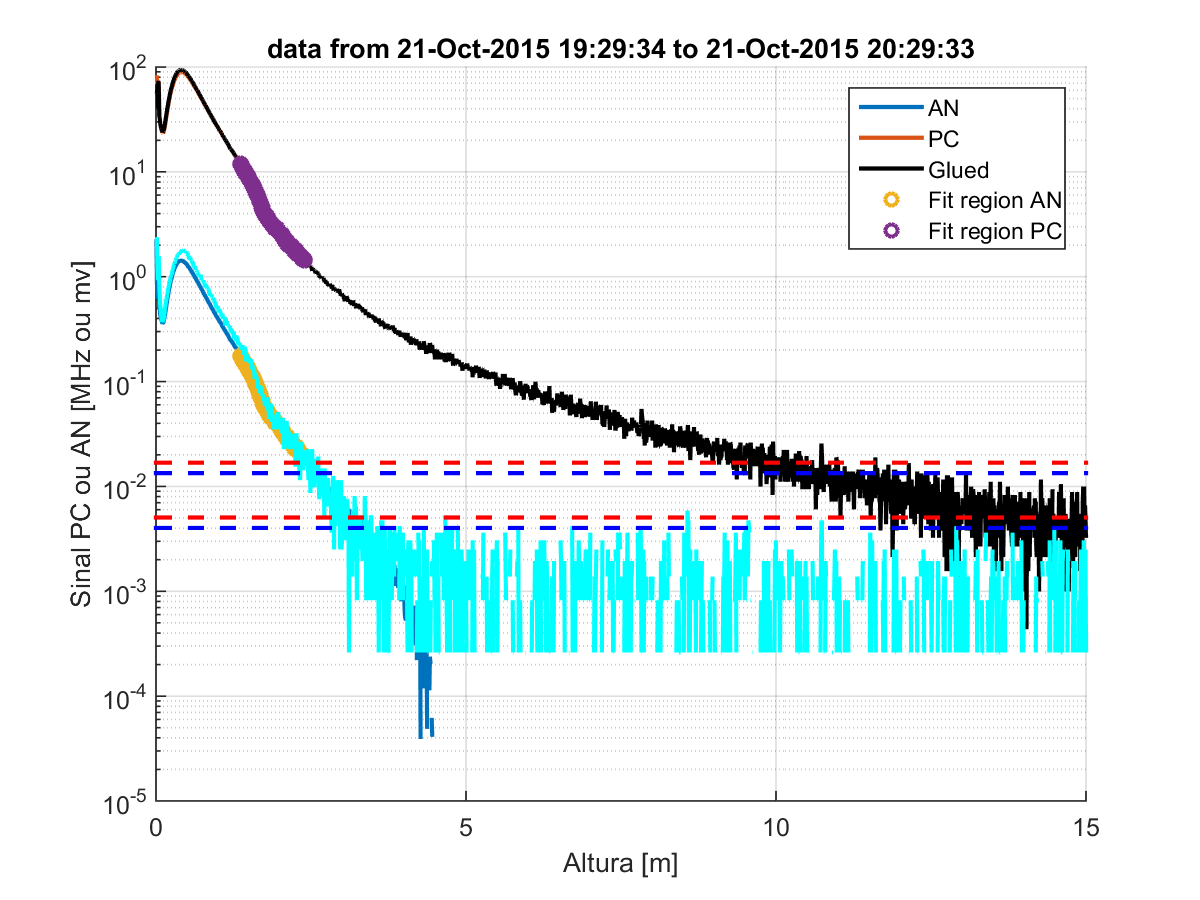 data from 21-Oct-2015 19:29:34 to 21-Oct-2015 20:29:33
AN
PC
Glued
Fit region AN
Fit region PC
Sinal PC ou AN [MHz ou mv]
10^2
10^1
10^0
10^-1
10^-2
10^-3
10^-4
10^-5
0 5 10 15
Altura [m]